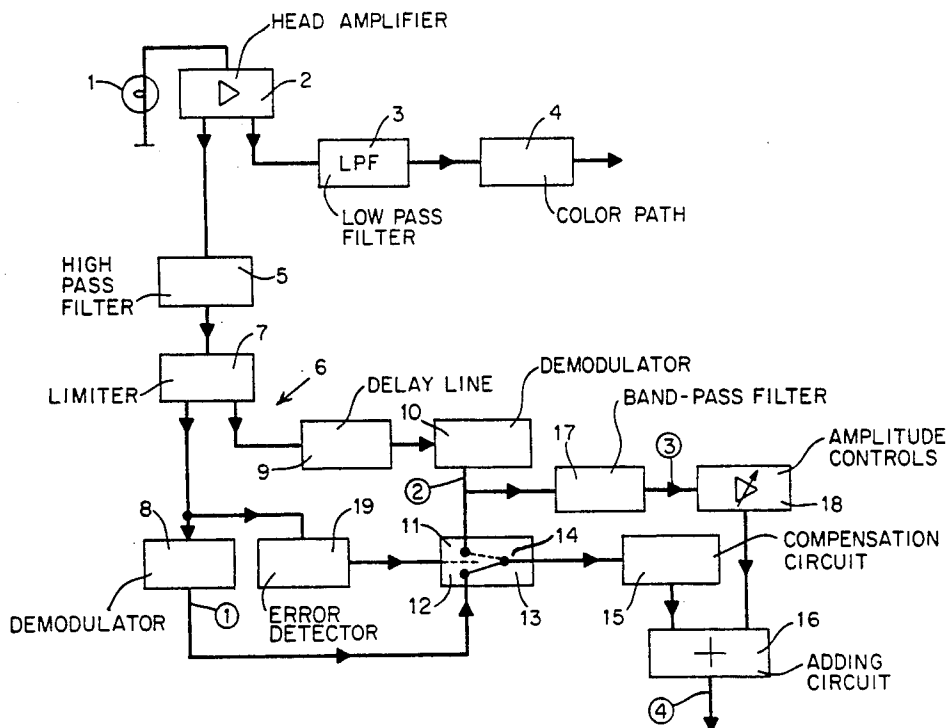 HEAD AMPLIFIER
1
2
3
4
LPF
LOW PASS
FILTER
COLOR PATH
HIGH
PASS
FILTER
5
7
LIMITER
6
DELAY LINE
9
DEMODULATOR
10
BAND-PASS FILTER
17
3
AMPLITUDE
CONTROLS
18
2
8
19
11
14
12
13
COMPENSATION
CIRCUIT
15
DEMODULATOR
1
ERROR
DETECTOR
16
+
ADDING
CIRCUIT
4